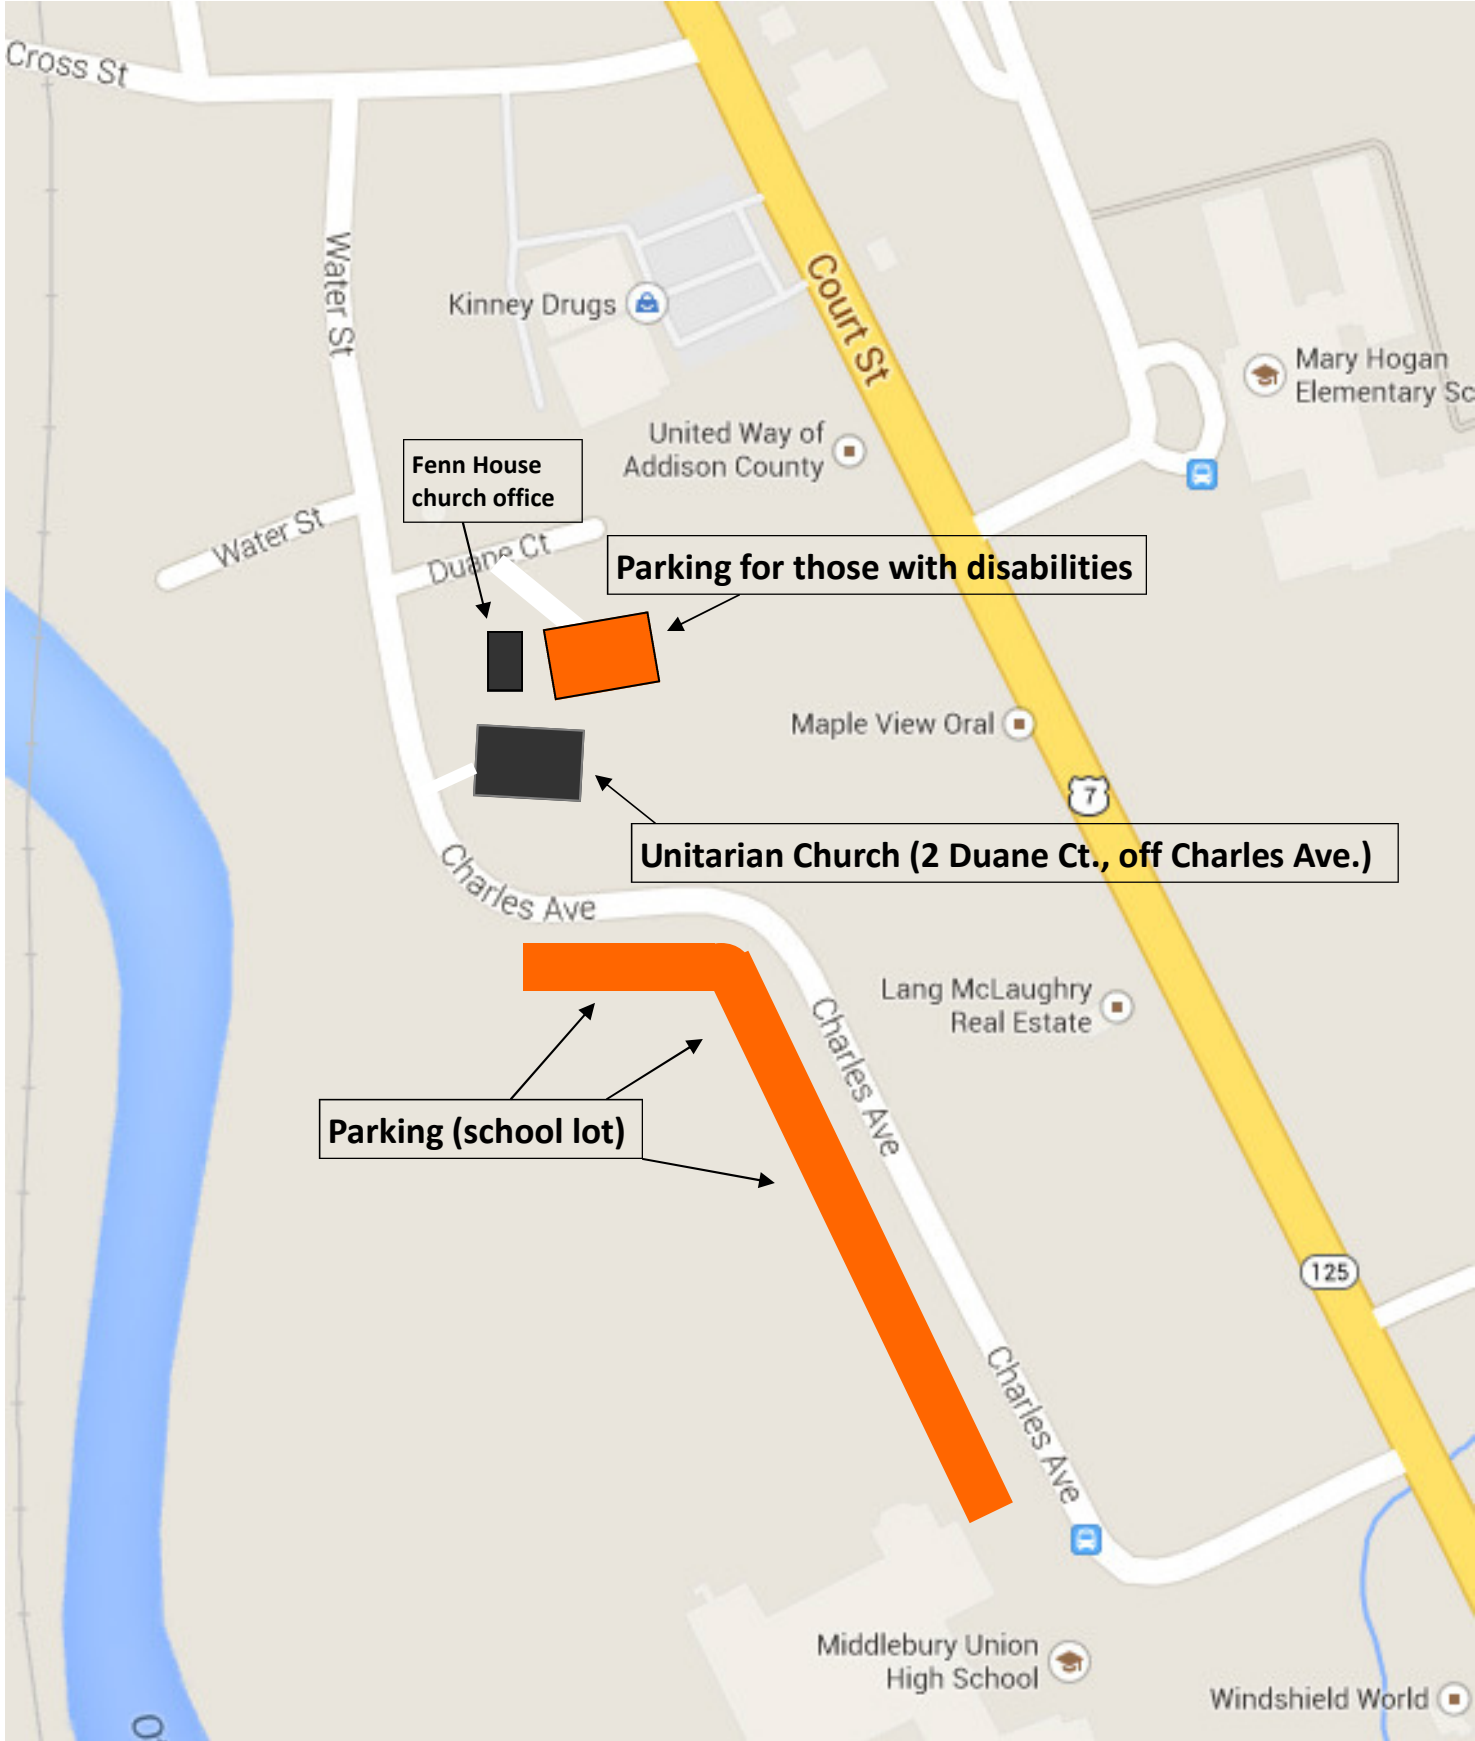 Cross St
Water St
Kinney Drugs
Court St
Mary Hogan
Elementary Sc
United Way of
Addison County
Fenn House
church office
Water St
Duane Ct
Parking for those with disabilities
Maple View Oral
7
Unitarian Church (2 Duane Ct., off Charles Ave.)
Charles Ave
Lang McLaughry
Real Estate
Charles Ave
Parking (school lot)
125
Charles Ave
Middlebury Union
High School
Windshield World